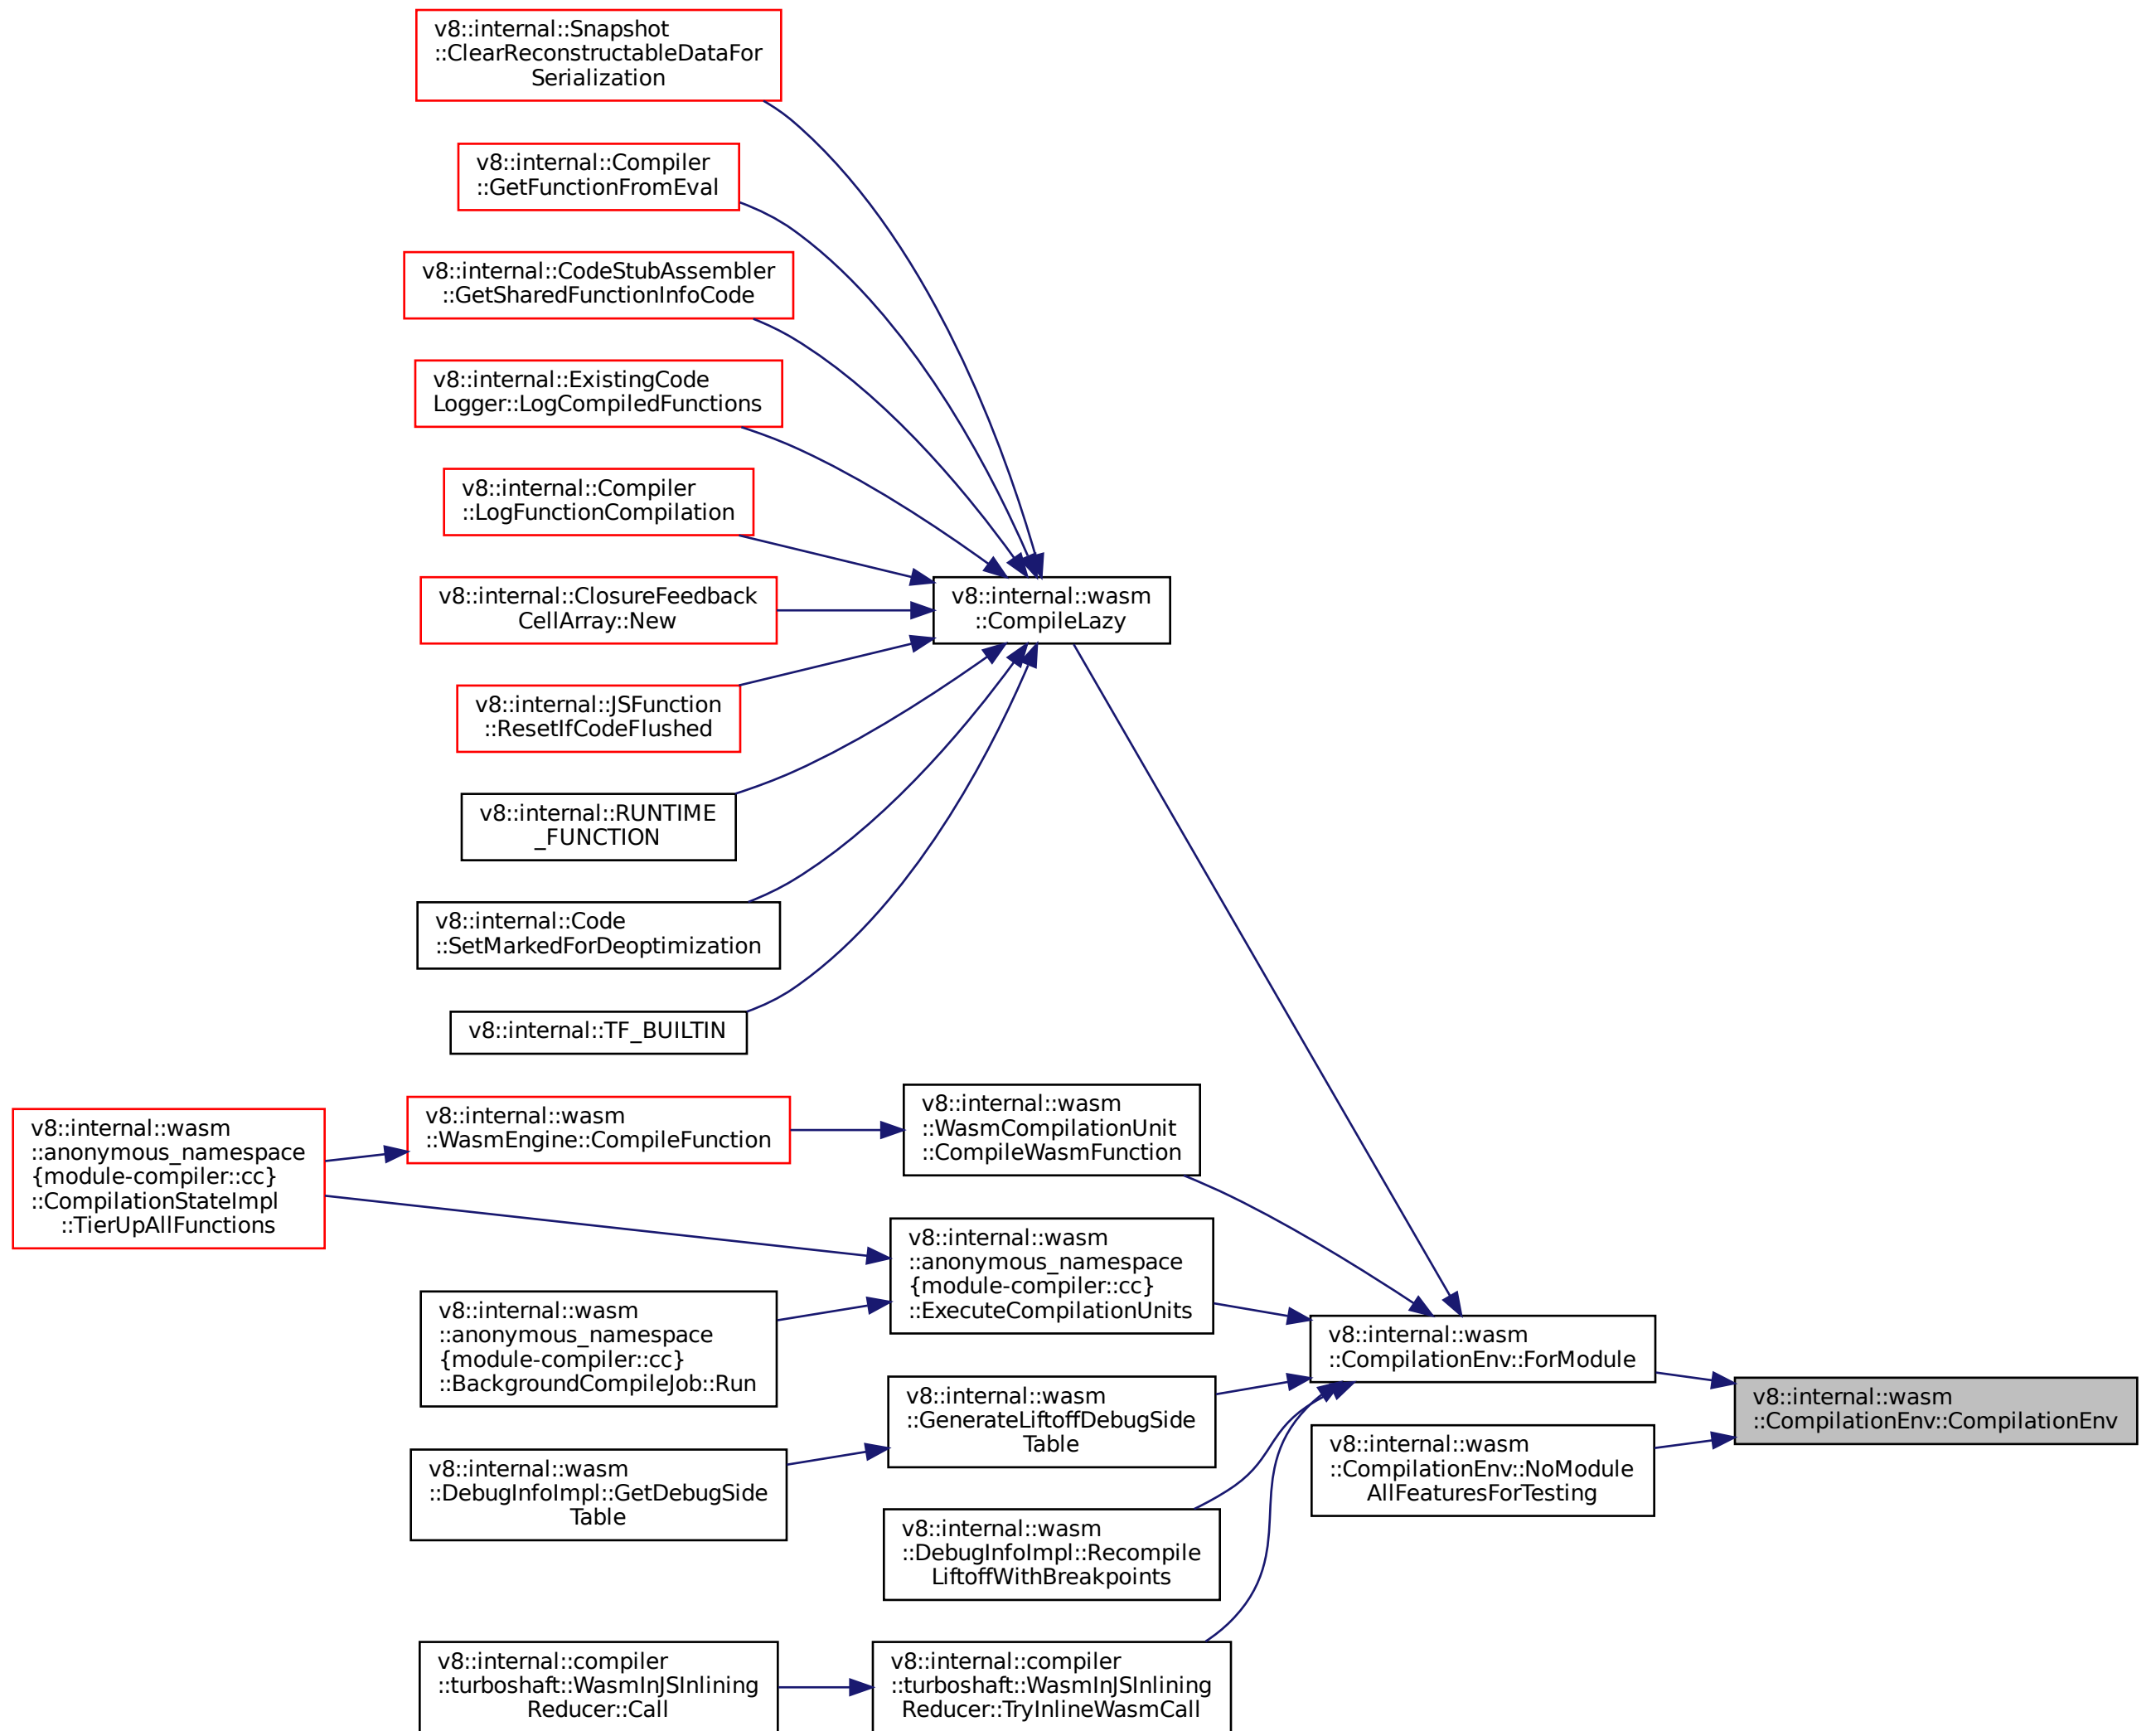 v8::internal::Snapshot
::ClearReconstructableDataFor
Serialization
v8::internal::Compiler
::GetFunctionFromEval
v8::internal::CodeStubAssembler
::GetSharedFunctionInfoCode
v8::internal::ExistingCode
Logger::LogCompiledFunctions
v8::internal::Compiler
::LogFunctionCompilation
v8::internal::ClosureFeedback
CellArray::New
v8::internal::wasm
::CompileLazy
v8::internal::JSFunction
::ResetIfCodeFlushed
v8::internal::RUNTIME
_FUNCTION
v8::internal::Code
::SetMarkedForDeoptimization
v8::internal::TF_BUILTIN
v8::internal::wasm
::anonymous_namespace
{module-compiler::cc}
::CompilationStateImpl
::TierUpAllFunctions
v8::internal::wasm
::WasmEngine::CompileFunction
v8::internal::wasm
::WasmCompilationUnit
::CompileWasmFunction
v8::internal::wasm
::anonymous_namespace
{module-compiler::cc}
::ExecuteCompilationUnits
v8::internal::wasm
::anonymous_namespace
{module-compiler::cc}
::BackgroundCompileJob::Run
v8::internal::wasm
::CompilationEnv::ForModule
v8::internal::wasm
::CompilationEnv::CompilationEnv
v8::internal::wasm
::GenerateLiftoffDebugSide
Table
v8::internal::wasm
::CompilationEnv::NoModule
AllFeaturesForTesting
v8::internal::wasm
::DebugInfoImpl::GetDebugSide
Table
v8::internal::wasm
::DebugInfoImpl::Recompile
LiftoffWithBreakpoints
v8::internal::compiler
::turboshaft::WasmInJSInlining
Reducer::Call
v8::internal::compiler
::turboshaft::WasmInJSInlining
Reducer::TryInlineWasmCall